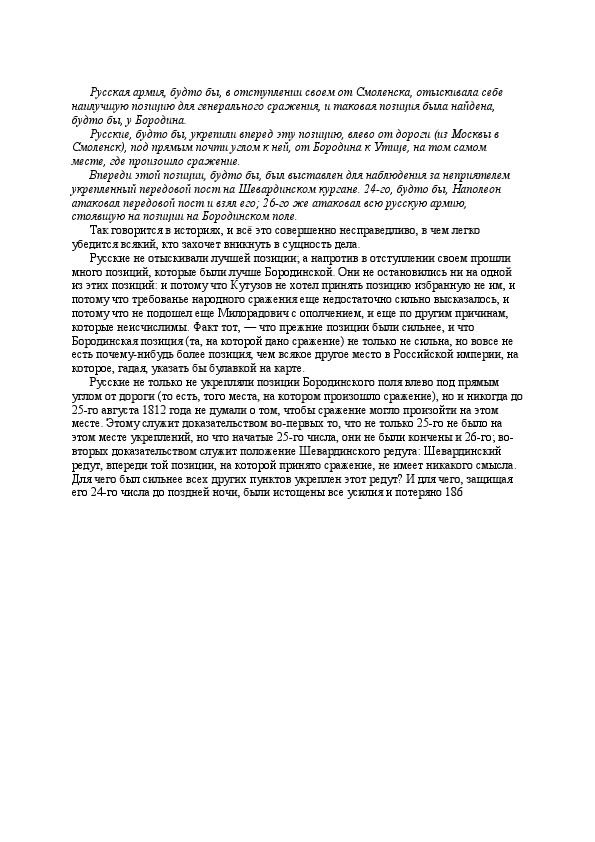 Русская армия, будто бы, в отступлении своем от Смоленска, отыскивала себе
наилучшую позицию для генерального сражения, и таковая позиция была найдена,
будто бы, у Бородина.
Русские, будто бы, укрепили вперед эту позицию, влево от дороги (из Москвы в
Смоленск), под прямым почти углом к ней, от Бородина к Утице, на том самом
месте, где произошло сражение.
Впереди этой позиции, будто бы, был выставлен для наблюдения за неприятелем
укрепленный передовой пост на Шевардинском кургане. 24-го, будто бы, Наполеон
атаковал передовой пост и взял его; 26-го же атаковал всю русскую армию,
стоявшую на позиции на Бородинском поле.
Так говорится в историях, и всё это совершенно несправедливо, в чем легко
убедится всякий, кто захочет вникнуть в сущность дела.
Русские не отыскивали лучшей позиции; а напротив в отступлении своем прошли
много позиций, которые были лучше Бородинской. Они не остановились ни на одной
из этих позиций: и потому что Кутузов не хотел принять позицию избранную не им, и
потому что требованье народного сражения еще недостаточно сильно высказалось, и
потому что не подошел еще Милорадович с ополчением, и еще по другим причинам,
которые неисчислимы. Факт тот, — что прежние позиции были сильнее, и что
Бородинская позиция (та, на которой дано сражение) не только не сильна, но вовсе не
есть почему-нибудь более позиция, чем всякое другое место в Российской империи, на
которое, гадая, указать бы булавкой на карте.
Русские не только не укрепляли позиции Бородинского поля влево под прямым
углом от дороги (то есть, того места, на котором произошло сражение), но и никогда до
25-го августа 1812 года не думали о том, чтобы сражение могло произойти на этом
месте. Этому служит доказательством во-первых то, что не только 25-го не было на
этом месте укреплений, но что начатые 25-го числа, они не были кончены и 26-го; во-
вторых доказательством служит положение Шевардинского редута: Шевардинский
редут, впереди той позиции, на которой принято сражение, не имеет никакого смысла.
Для чего был сильнее всех других пунктов укреплен этот редут? И для чего, защищая
его 24-го числа до поздней ночи, были истощены все усилия и потеряно 186